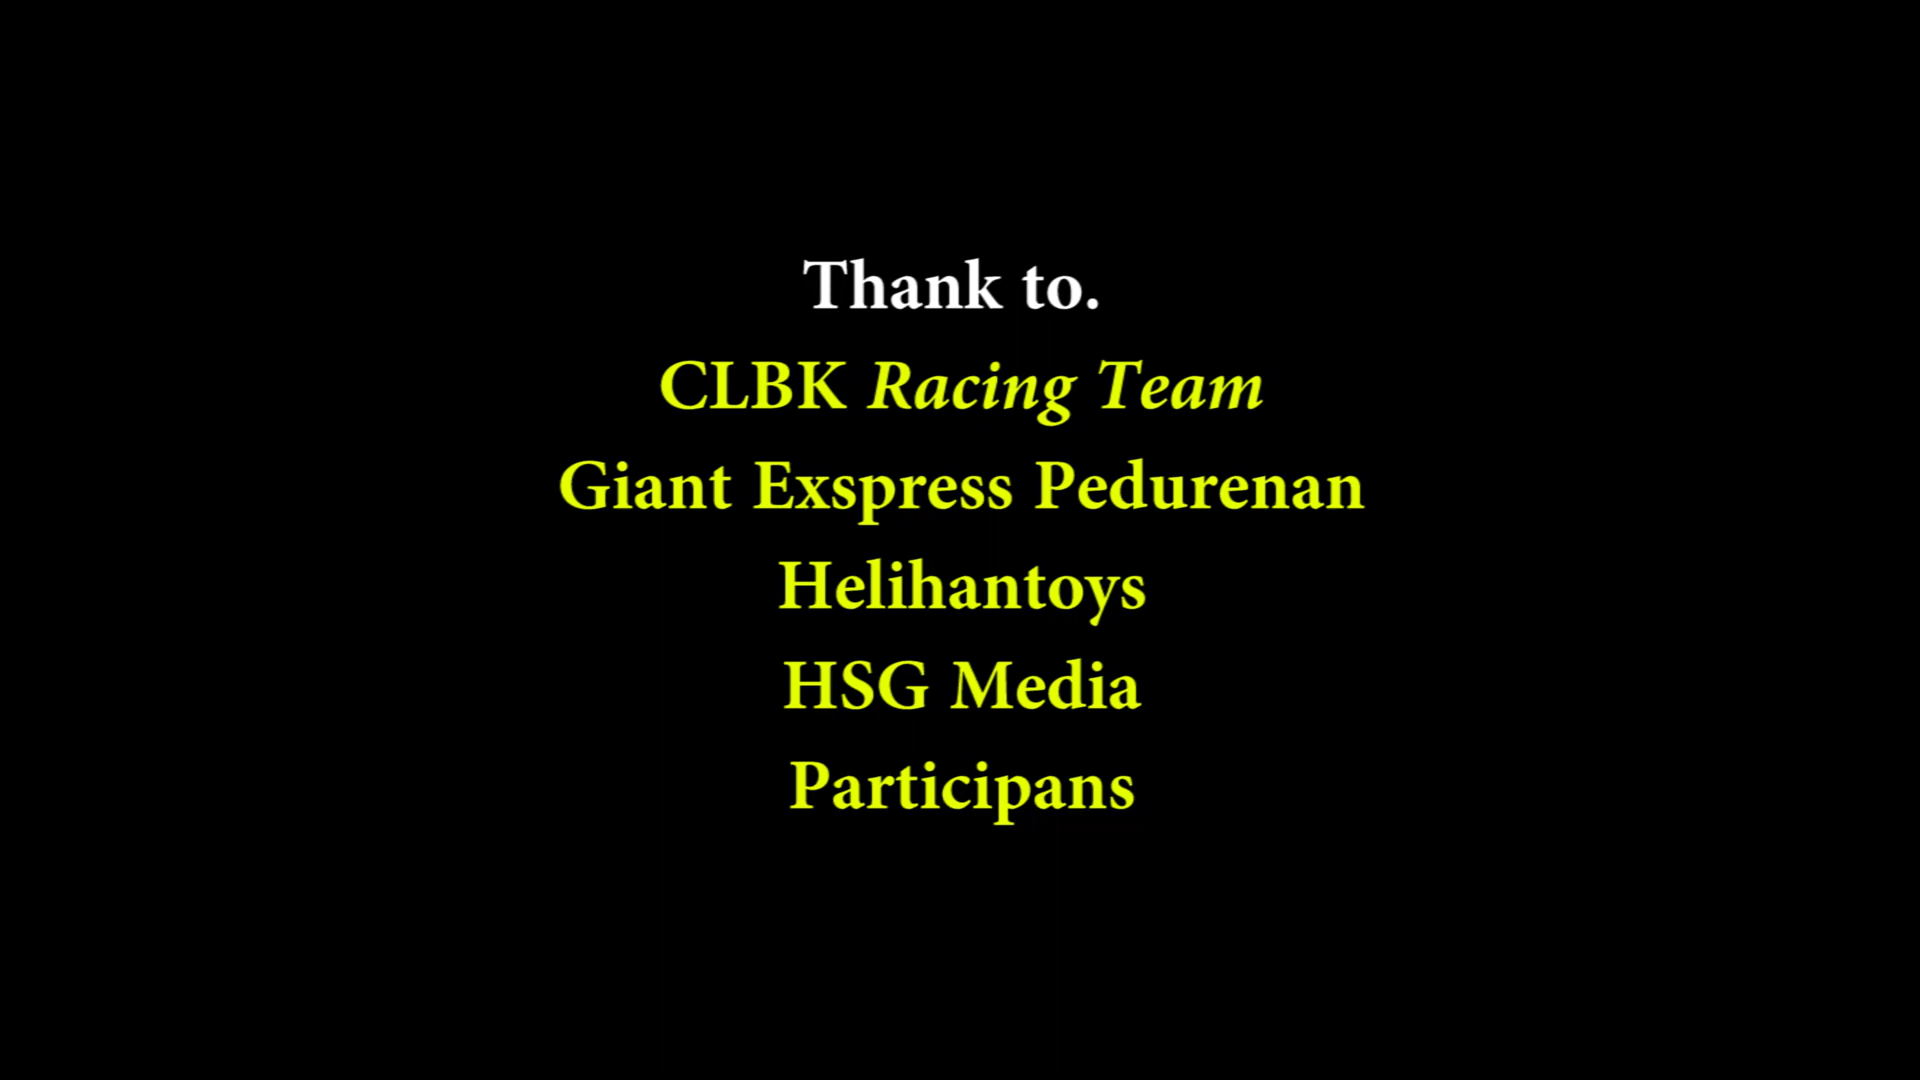 Thank to.
CLBK Racing Team
Giant Exspress Pedurenan
Helihantoys
HSG Media
Participans